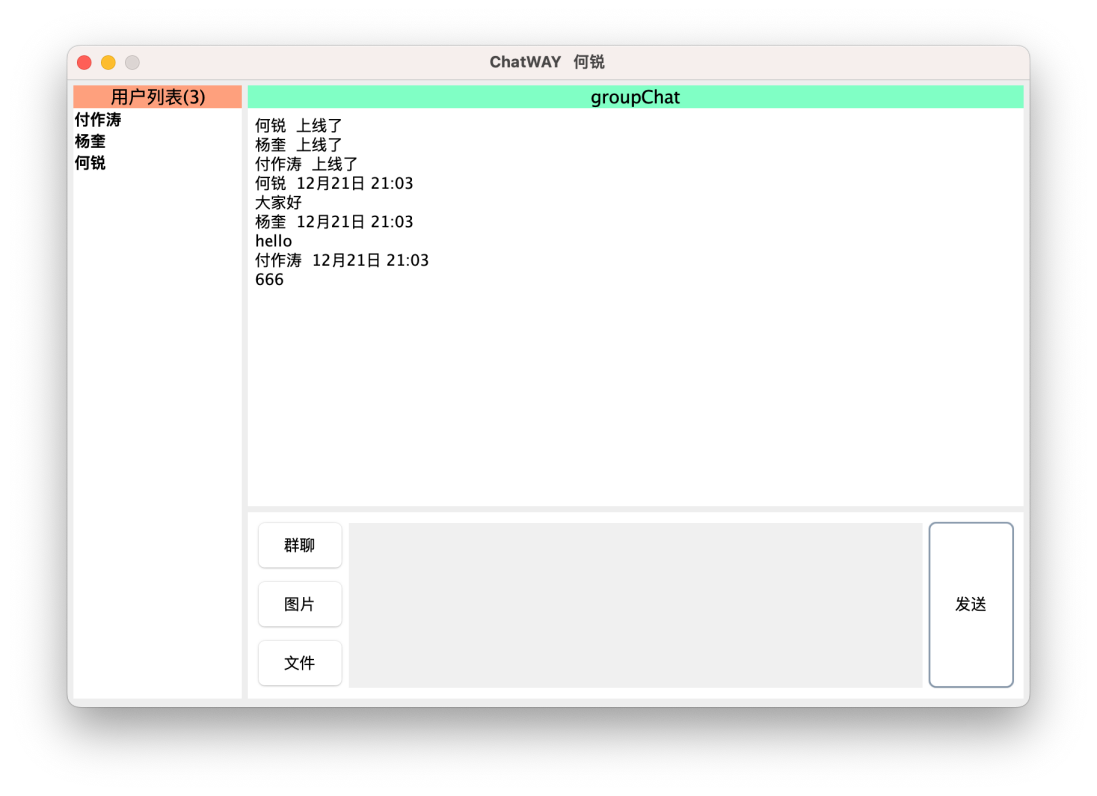 ChatWAY 何锐
用户列表(3)
付作涛
杨奎
何锐
groupChat
何锐 上线了
杨奎 上线了
付作涛 上线了
何锐 12月21日 21:03
大家好
杨奎 12月21日 21:03
hello
付作涛 12月21日 21:03
666
群聊
图片
文件
发送